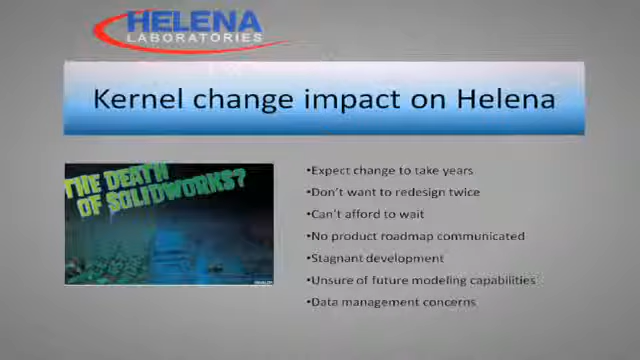 HELENA
LABORATORIES
Kernel change impact on Helena
THE DEATH
OF SOLIDWORKS?
•Expect change to take years
•Don't want to redesign twice
•Can't afford to wait
•No product roadmap communicated
•Stagnant development
•Unsure of future modeling capabilities
•Data management concerns